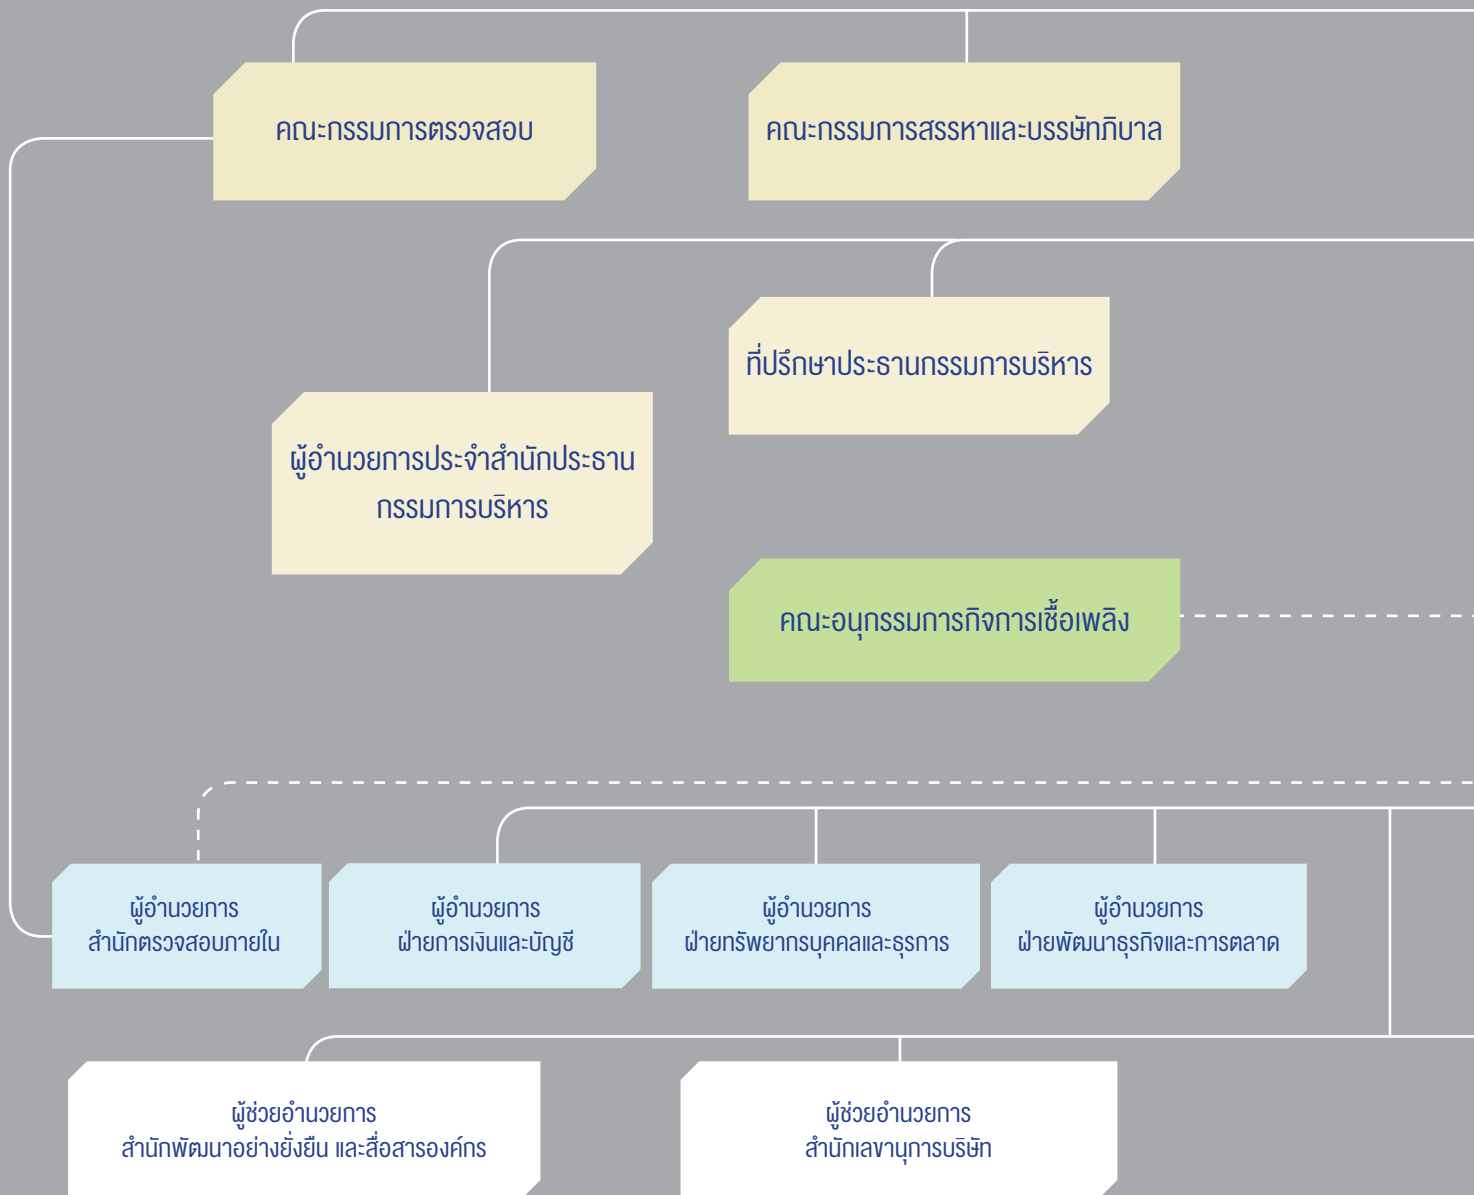 คณะกรรมการตรวจสอบ
คณะกรรมการสรรหาและบรรษัทภิบาล
ที่ปรึกษาประธานกรรมการบริหาร
ผู้อำนวยการประจำสำนักประธาน
กรรมการบริหาร
คณะอนุกรรมการกิจการเชื้อเพลิง
ผู้อำนวยการ
สำนักตรวจสอบภายใน
ผู้อำนวยการ
ฝ่ายการเงินและบัญชี
ผู้อำนวยการ
ฝ่ายทรัพยากรบุคคลและธุรการ
ผู้อำนวยการ
ฝ่ายพัฒนาธุรกิจและการตลาด
ผู้ช่วยอำนวยการ
สำนักพัฒนาอย่างยั่งยืน และสื่อสารองค์กร
ผู้ช่วยอำนวยการ
สำนักเลขานุการบริษัท